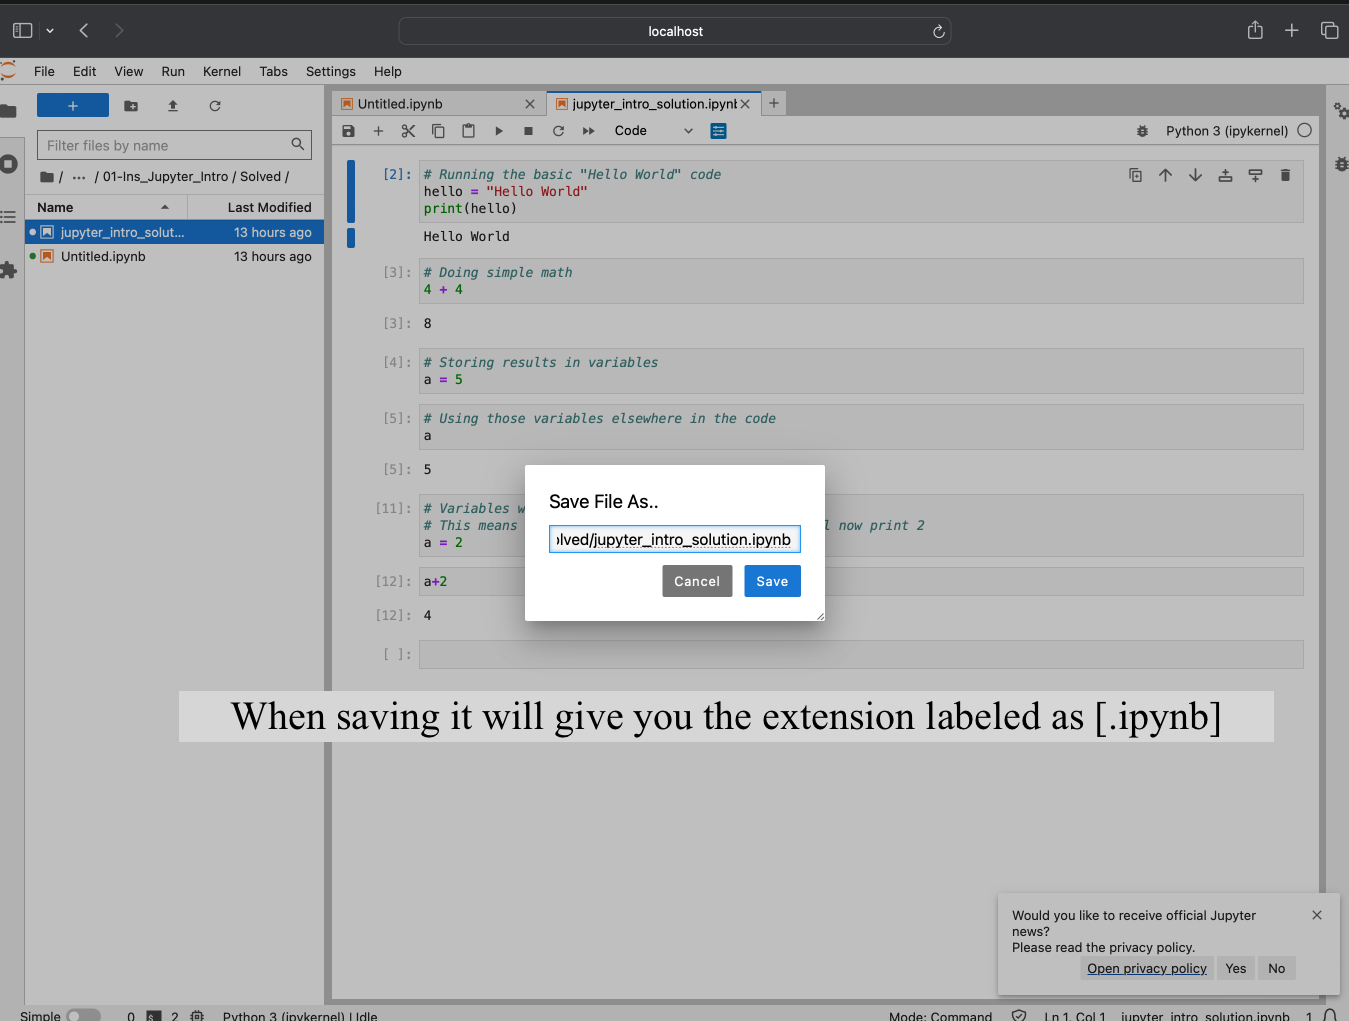 localhost
File Edit View Run Kernel Tabs Settings Help
Untitled.ipynb
jupyter_intro_solution.ipynb
Filter files by name
Code
Python 3 (ipykernel)
/ ... / 01-Ins_Jupyter_Intro / Solved /
Name Last Modified
jupyter_intro_solut... 13 hours ago
Untitled.ipynb 13 hours ago
[2]: # Running the basic "Hello World" code
hello = "Hello World"
print(hello)
Hello World
[3]: # Doing simple math
4 + 4
[3]: 8
[4]: # Storing results in variables
a = 5
[5]: # Using those variables elsewhere in the code
a
[5]: 5
[11]: # Variables
# This means now print 2
a = 2
[12]: a+2
[12]: 4
[ ]:
Save File As..
lved/jupyter_intro_solution.ipynb
Cancel Save
When saving it will give you the extension labeled as [.ipynb]
Would you like to receive official Jupyter
news?
Please read the privacy policy.
Open privacy policy Yes No
Simple 0 2 Python 3 (ipykernel) | Idle Mode: Command Ln 1, Col 1 jupyter_intro_solution.ipynb 1